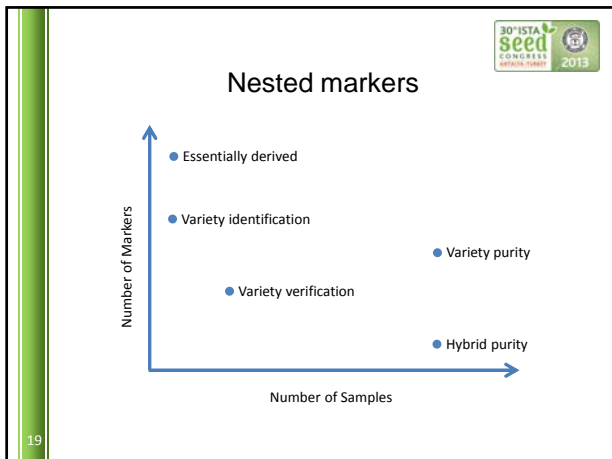 30th ISTA
seed
CONGRESS
ANTALYA-TURKEY
2013
Nested markers
Number of Markers
Essentially derived
Variety identification
Variety purity
Variety verification
Hybrid purity
Number of Samples
19